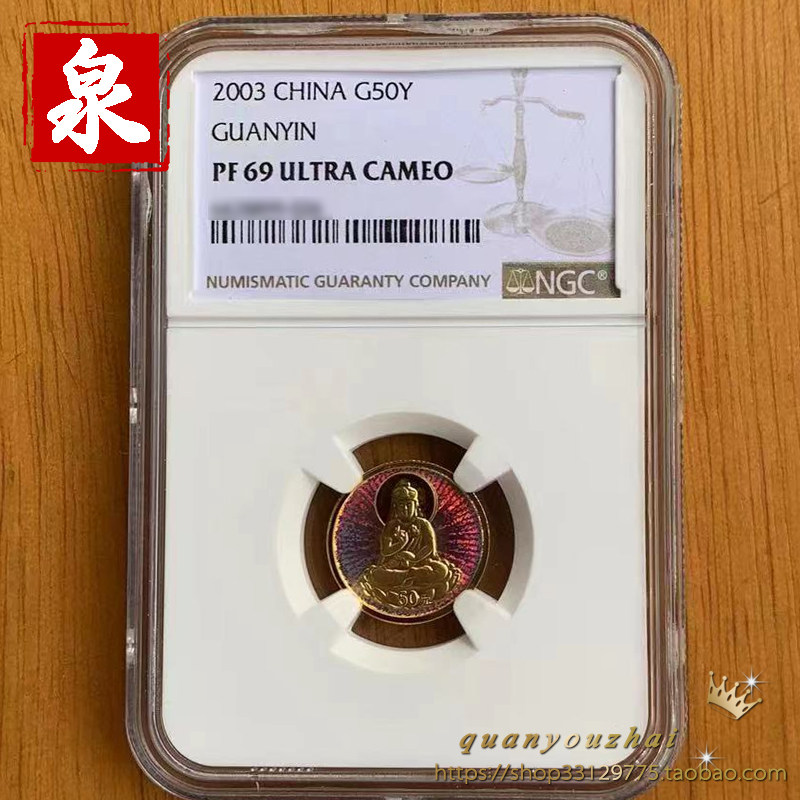 泉
2003 CHINA G50Y
GUANYIN
PF 69 ULTRA CAMEO
NUMISMATIC GUARANTY COMPANY
NGC®
50元
quanyouzhai
https://shop33129775.taobao.com